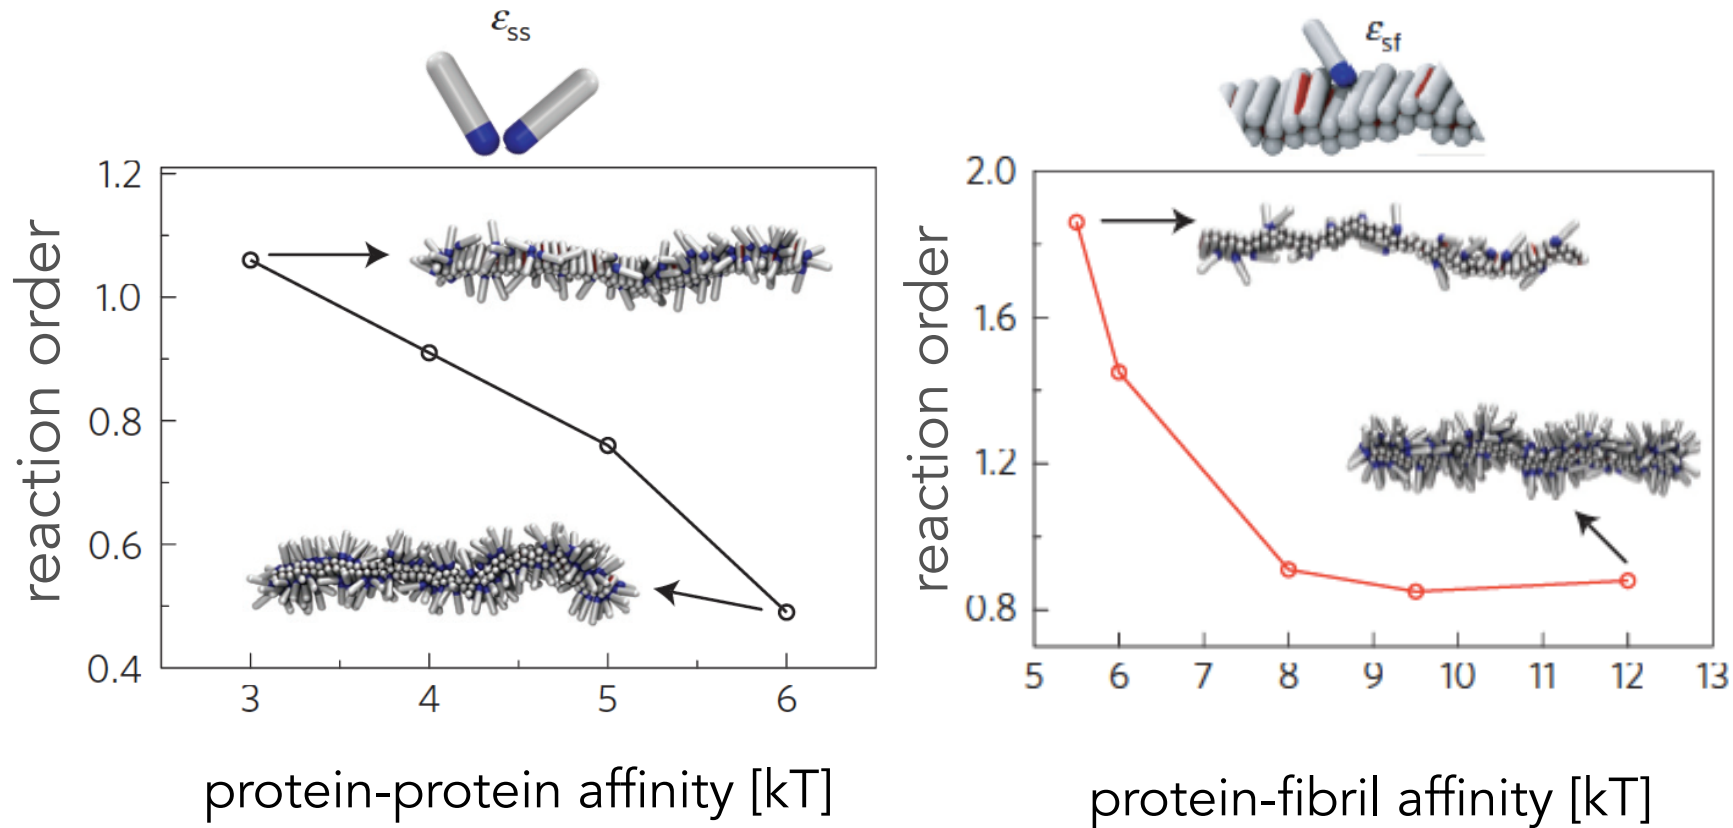 εss
1.2
1.0
0.8
0.6
0.4
reaction order
3 4 5 6
protein-protein affinity [kT]
εsf
2.0
1.6
1.2
0.8
reaction order
5 6 7 8 9 10 11 12 13
protein-fibril affinity [kT]